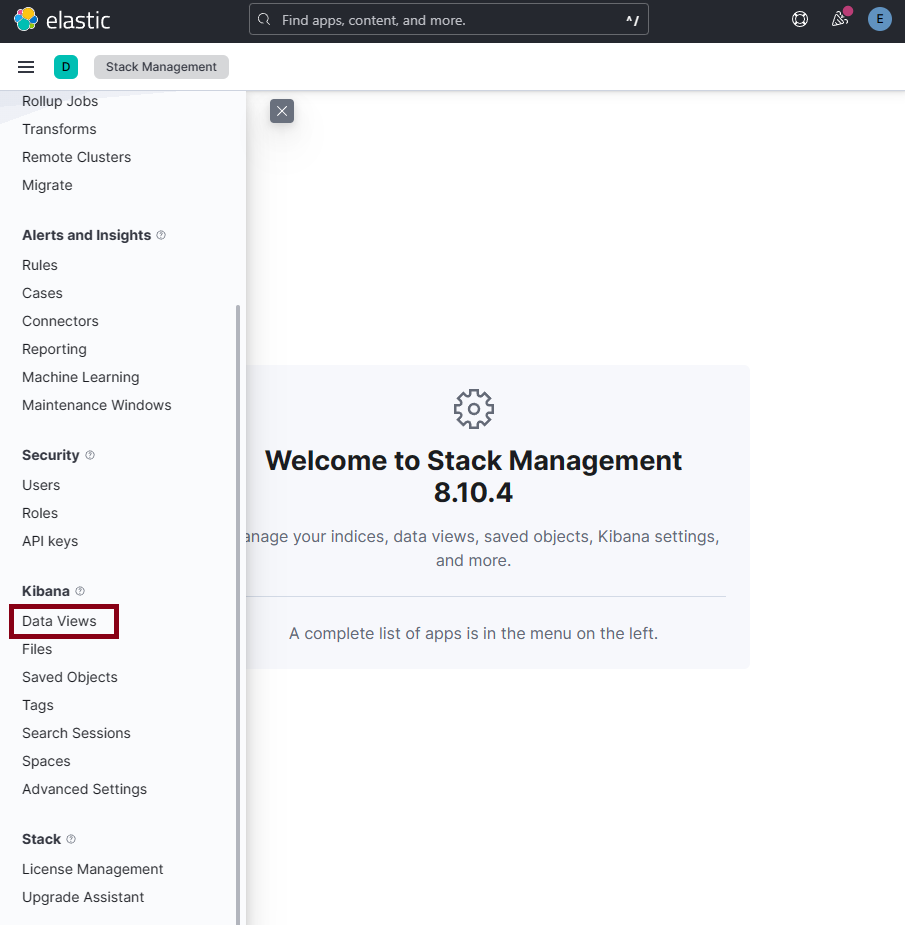 elastic
Find apps, content, and more.
^/
E
D
Stack Management
Rollup Jobs
Transforms
Remote Clusters
Migrate
Alerts and Insights
Rules
Cases
Connectors
Reporting
Machine Learning
Maintenance Windows
Security
Users
Roles
API keys
Kibana
Data Views
Files
Saved Objects
Tags
Search Sessions
Spaces
Advanced Settings
Stack
License Management
Upgrade Assistant
Welcome to Stack Management
8.10.4
anage your indices, data views, saved objects, Kibana settings,
and more.
A complete list of apps is in the menu on the left.